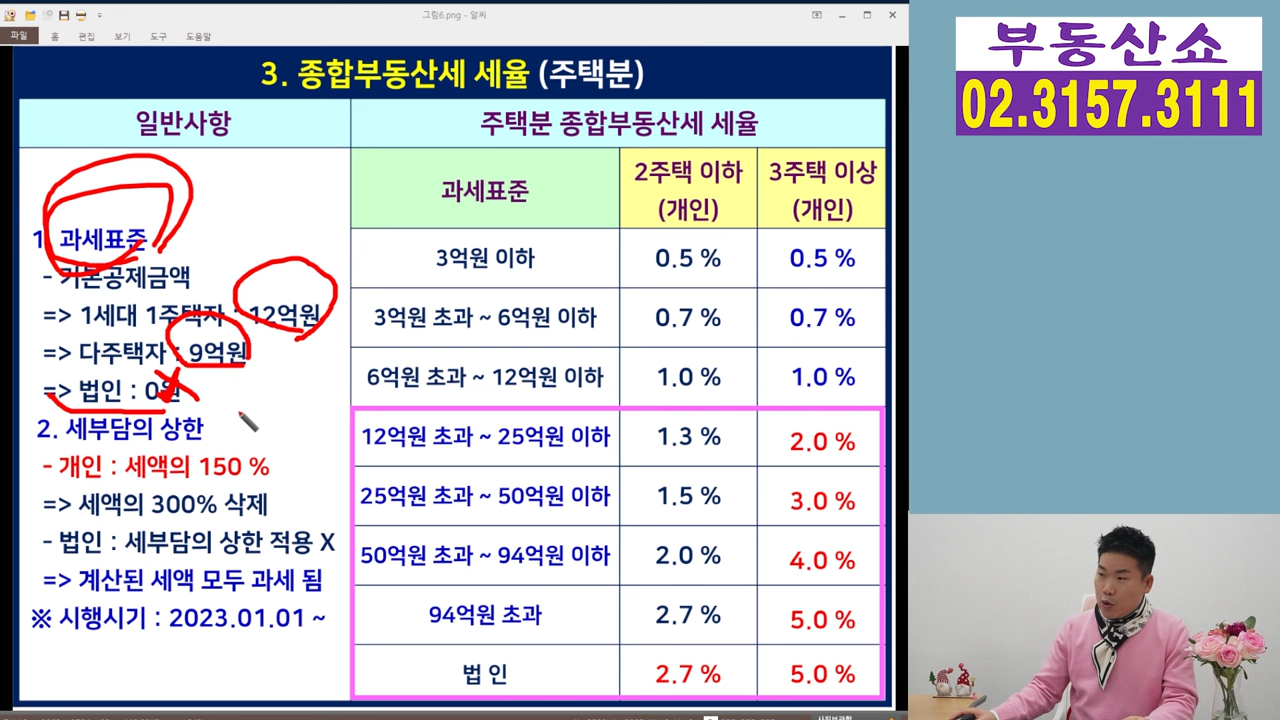 그림6.png - 알씨
파일 홈 편집 보기 도구 도움말
3. 종합부동산세 세율 (주택분)
일반사항
1. 과세표준
- 기본공제금액
=> 1세대 1주택자 : 12억원
=> 다주택자 : 9억원
=> 법인 : 0원
2. 세부담의 상한
- 개인 : 세액의 150 %
=> 세액의 300% 삭제
- 법인 : 세부담의 상한 적용 X
=> 계산된 세액 모두 과세 됨
※ 시행시기 : 2023.01.01 ~
주택분 종합부동산세 세율
과세표준 2주택 이하 (개인) 3주택 이상 (개인)
3억원 이하 0.5 % 0.5 %
3억원 초과 ~ 6억원 이하 0.7 % 0.7 %
6억원 초과 ~ 12억원 이하 1.0 % 1.0 %
12억원 초과 ~ 25억원 이하 1.3 % 2.0 %
25억원 초과 ~ 50억원 이하 1.5 % 3.0 %
50억원 초과 ~ 94억원 이하 2.0 % 4.0 %
94억원 초과 2.7 % 5.0 %
법 인 2.7 % 5.0 %
부동산쇼
02.3157.3111